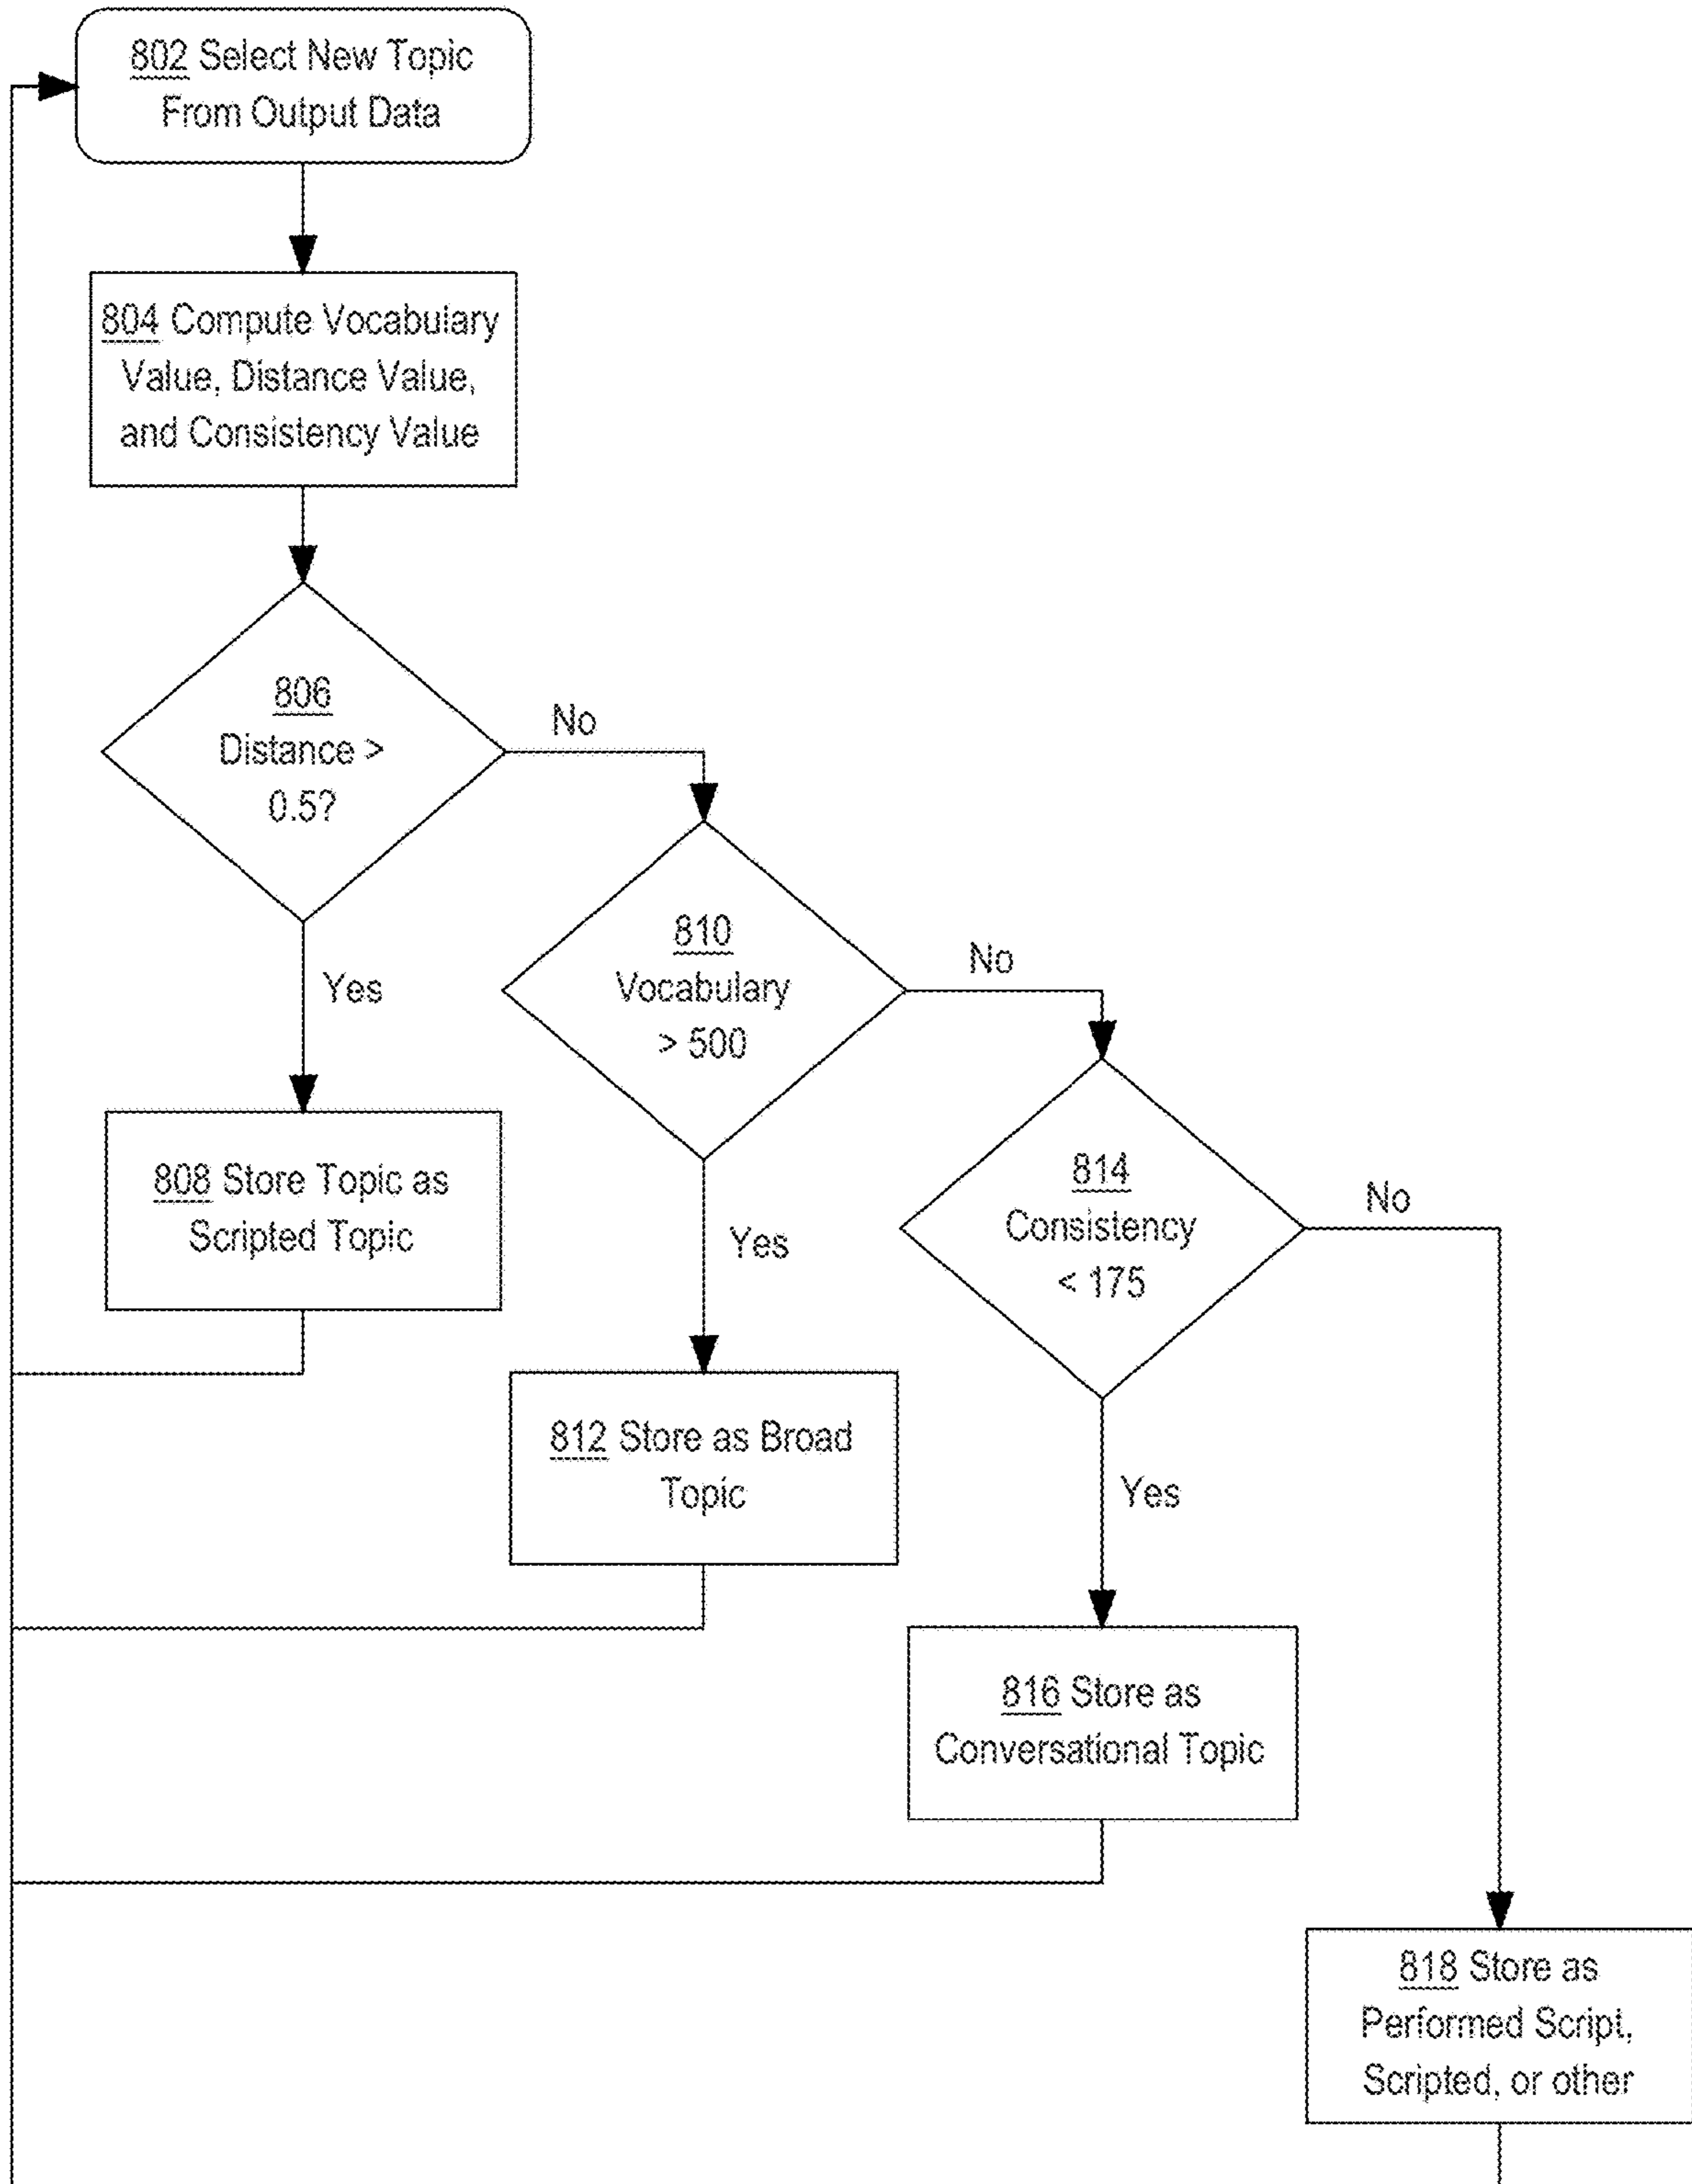 802 Select New Topic
From Output Data
804 Compute Vocabulary
Value, Distance Value,
and Consistency Value
806
Distance >
0.5?
No
Yes
808 Store Topic as
Scripted Topic
810
Vocabulary
> 500
No
Yes
812 Store as Broad
Topic
814
Consistency
< 175
No
Yes
816 Store as
Conversational Topic
818 Store as
Performed Script,
Scripted, or other